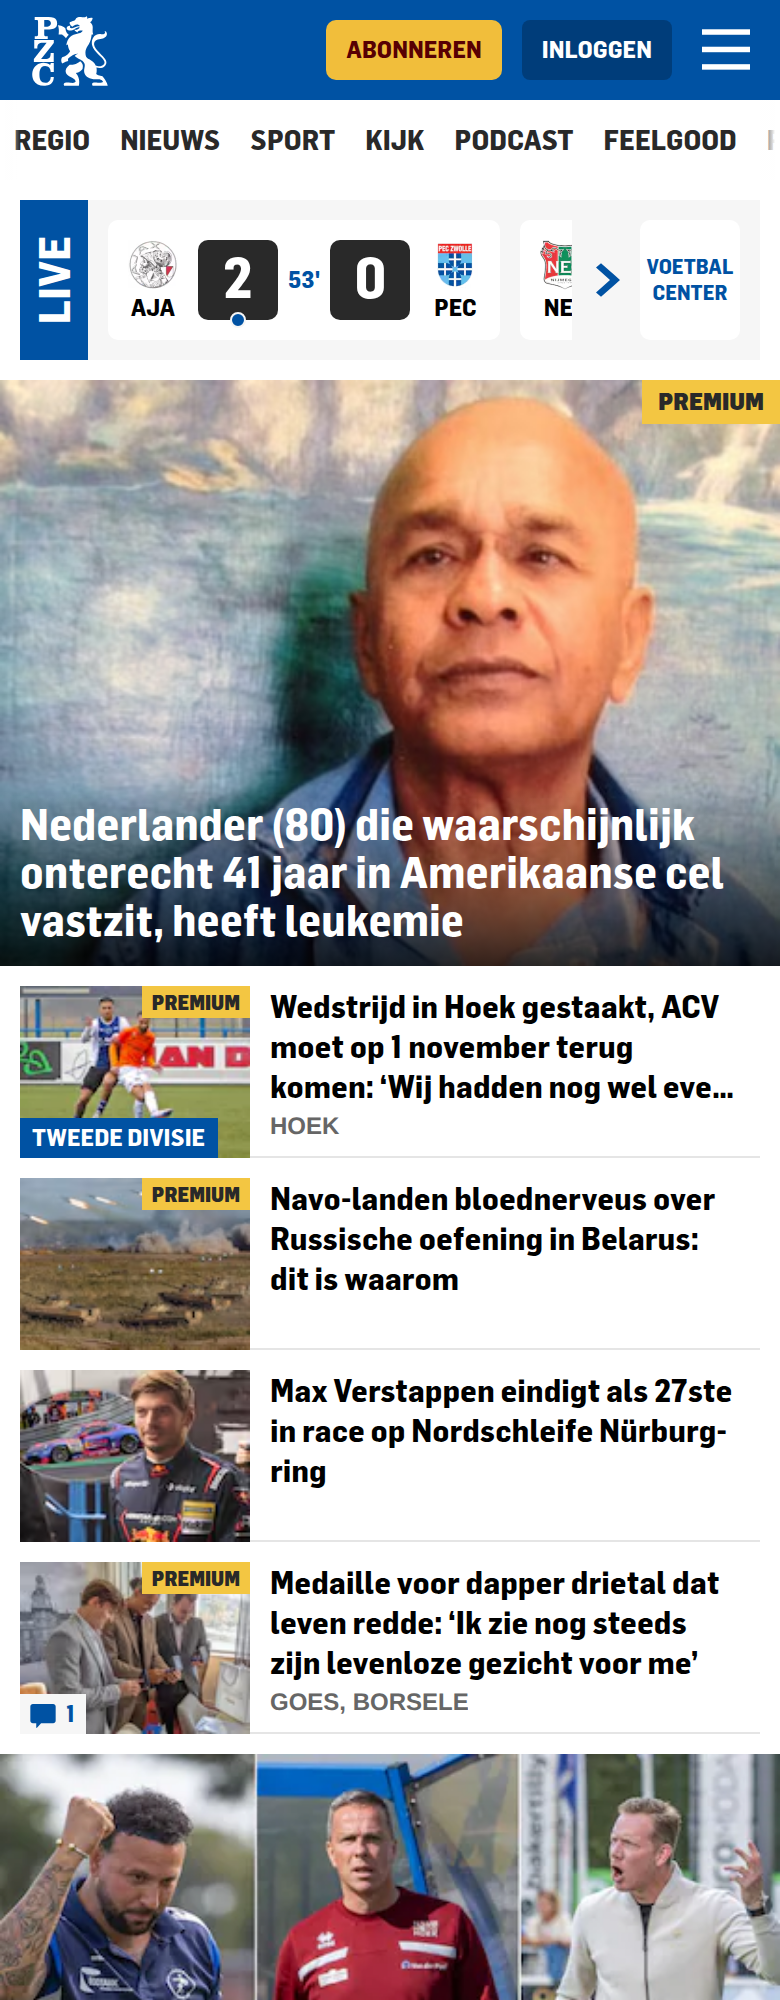 PZC
ABONNEREN
INLOGGEN
REGIO NIEUWS SPORT KIJK PODCAST FEELGOOD
LIVE
2 53' 0
AJA PEC
PEC ZWOLLE
NE
NE
VOETBAL
CENTER
PREMIUM
Nederlander (80) die waarschijnlijk
onterecht 41 jaar in Amerikaanse cel
vastzit, heeft leukemie
PREMIUM
AN D
TWEEDE DIVISIE
Wedstrijd in Hoek gestaakt, ACV
moet op 1 november terug
komen: ‘Wij hadden nog wel eve...
HOEK
PREMIUM
Navo-landen bloednerveus over
Russische oefening in Belarus:
dit is waarom
Max Verstappen eindigt als 27ste
in race op Nordschleife Nürburg-
ring
PREMIUM
1
Medaille voor dapper drietal dat
leven redde: ‘Ik zie nog steeds
zijn levenloze gezicht voor me’
GOES, BORSELE